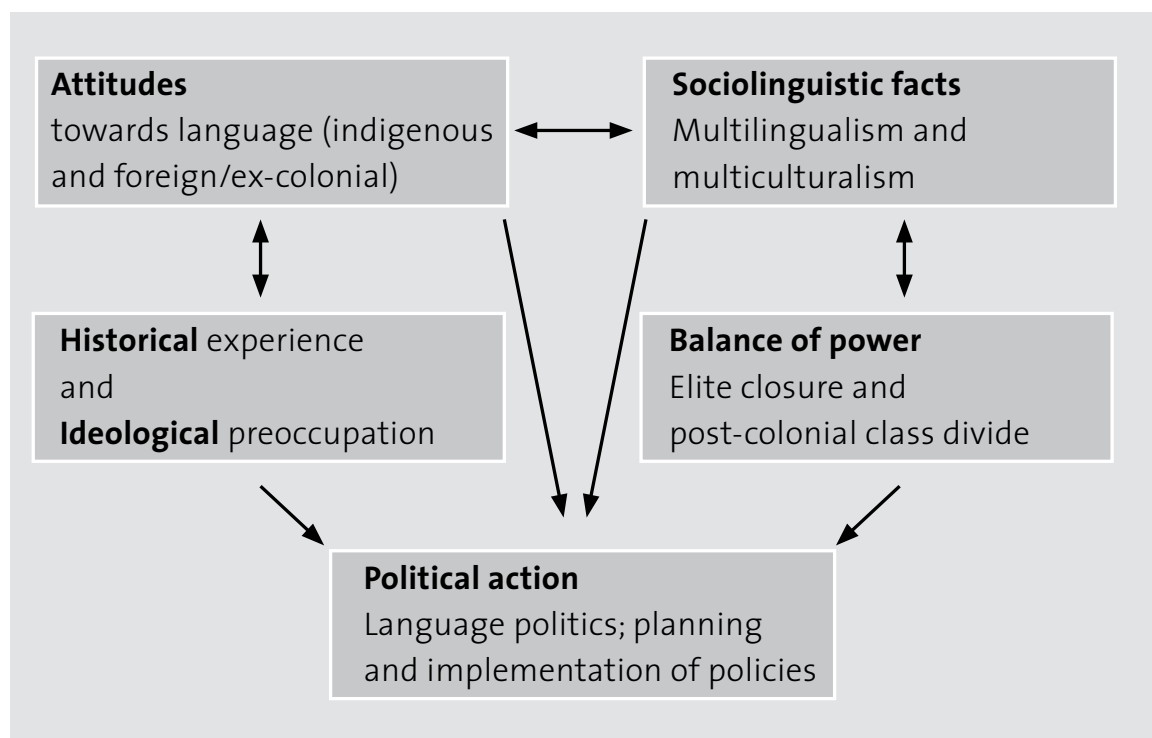 Attitudes
towards language (indigenous
and foreign/ex-colonial)
Sociolinguistic facts
Multilingualism and
multiculturalism
Historical experience
and
Ideological preoccupation
Balance of power
Elite closure and
post-colonial class divide
Political action
Language politics; planning
and implementation of policies